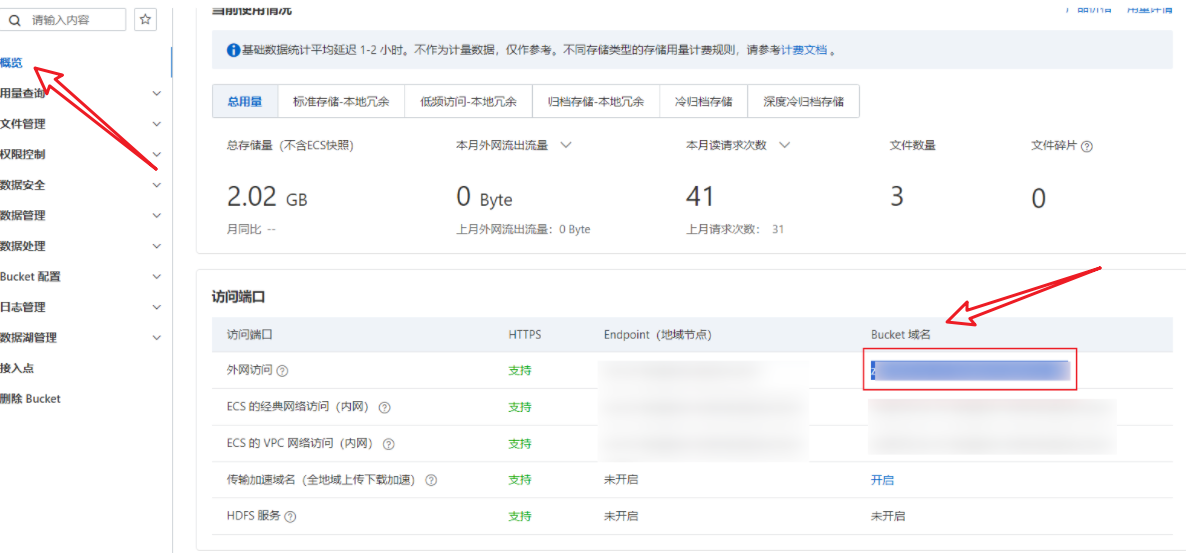 请输入内容
概览
用量查询
文件管理
权限控制
数据安全
数据管理
数据处理
Bucket 配置
日志管理
数据湖管理
接入点
删除 Bucket
当前使用情况
产品价格 用量详情
基础数据统计平均延迟 1-2 小时。不作为计量数据，仅作参考。不同存储类型的存储用量计费规则，请参考计费文档 。
总用量 标准存储-本地冗余 低频访问-本地冗余 归档存储-本地冗余 冷归档存储 深度冷归档存储
总存储量（不含ECS快照） 本月外网流出流量 本月读请求次数 文件数量 文件碎片
2.02 GB 0 Byte 41 3 0
月同比 -- 上月外网流出流量：0 Byte 上月请求次数： 31
访问端口
访问端口 HTTPS Endpoint（地域节点） Bucket 域名
外网访问 支持
ECS 的经典网络访问（内网） 支持
ECS 的 VPC 网络访问（内网） 支持
传输加速域名（全地域上传下载加速） 支持 未开启 开启
HDFS 服务 支持 未开启 未开启